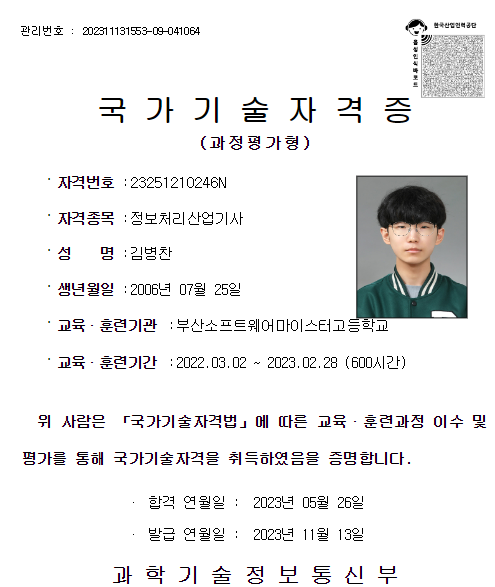 관리번호 : 202311131553-09-041064
한국산업인력공단
음성인식바코드
국가기술자격증
(과정평가형)
· 자격번호 :23251210246N
· 자격종목 :정보처리산업기사
· 성 명 :김병찬
· 생년월일 :2006년 07월 25일
· 교육·훈련기관 :부산소프트웨어마이스터고등학교
· 교육·훈련기간 :2022.03.02 ~ 2023.02.28 (600시간)
위 사람은 「국가기술자격법」에 따른 교육·훈련과정 이수 및
평가를 통해 국가기술자격을 취득하였음을 증명합니다.
· 합격 연월일 : 2023년 05월 26일
· 발급 연월일 : 2023년 11월 13일
과학기술정보통신부